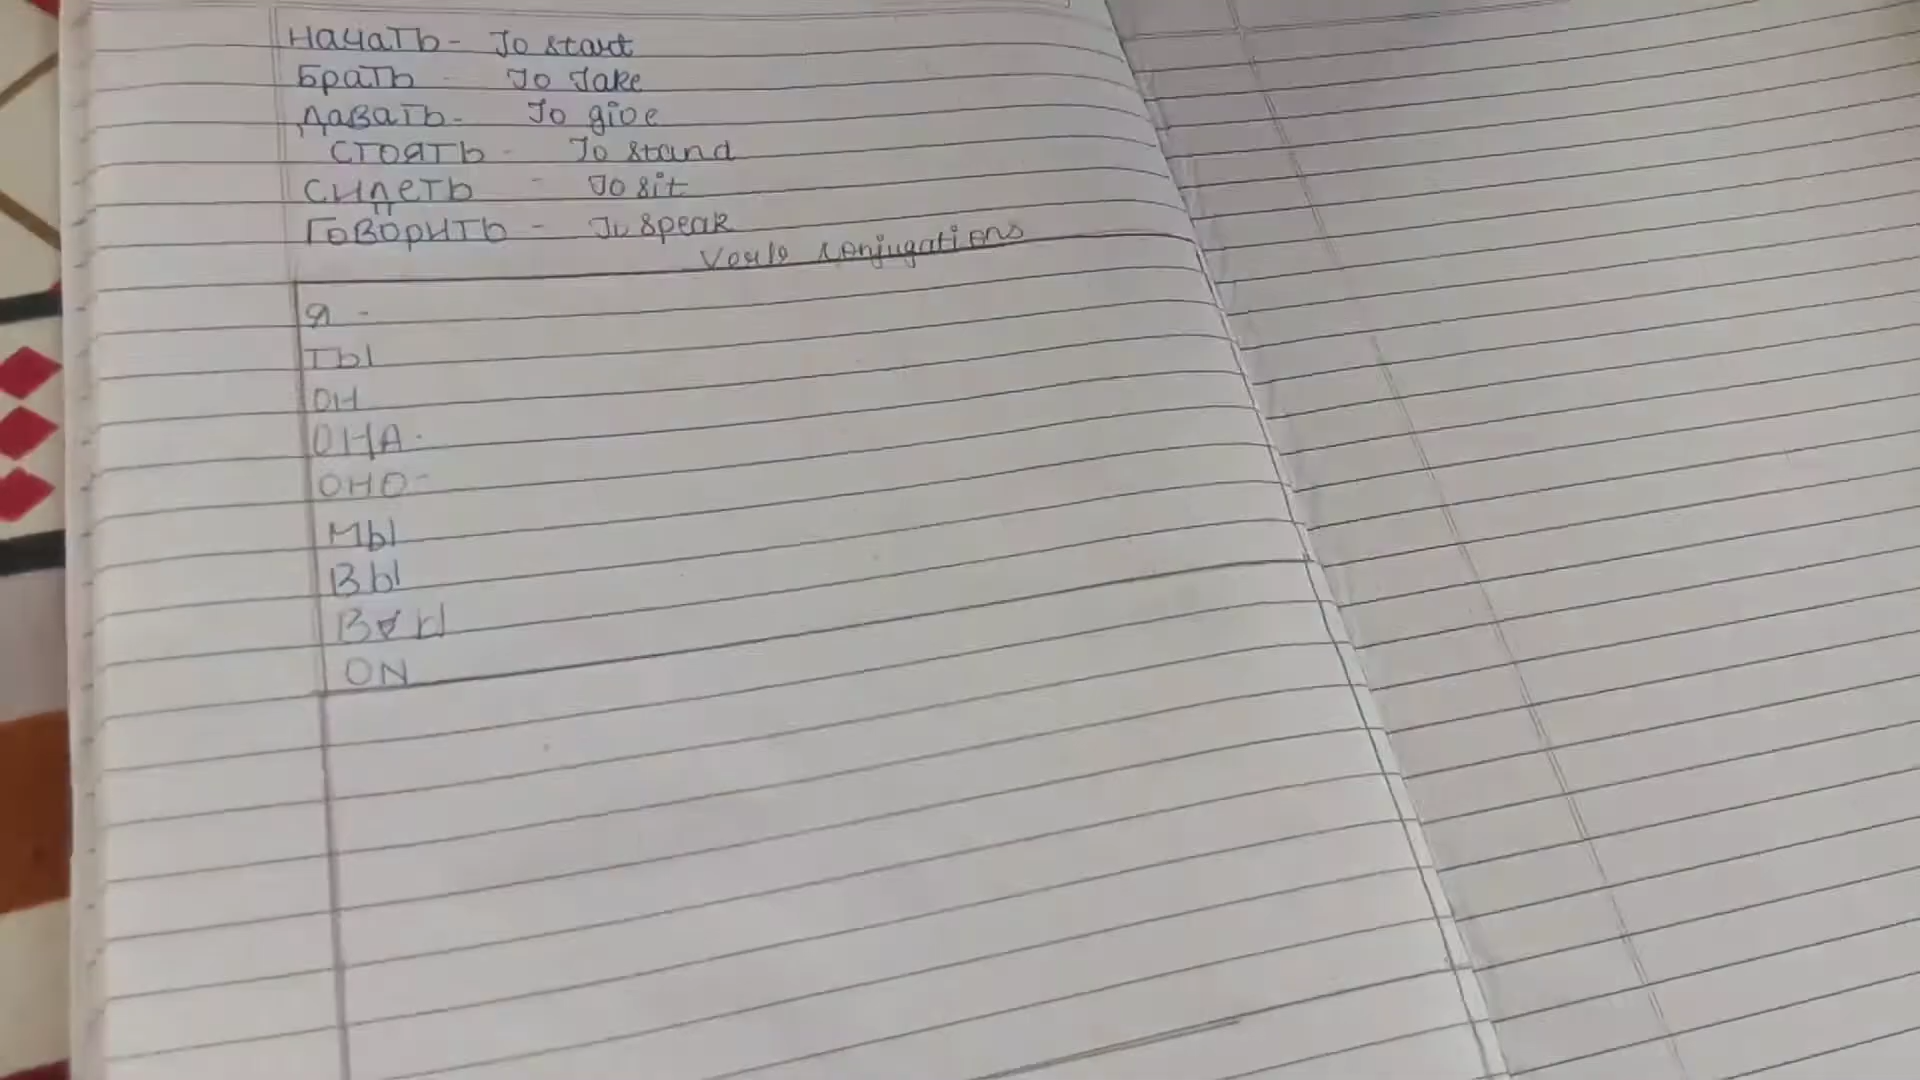 Начать - To start
Брать - To Take
Давать - To give
Стоять - To stand
Сидеть - To sit
Говорить - To speak
Verb conjugations
Я -
Ты
ОН
ОНА -
ОНО -
Мы
Вы
ON